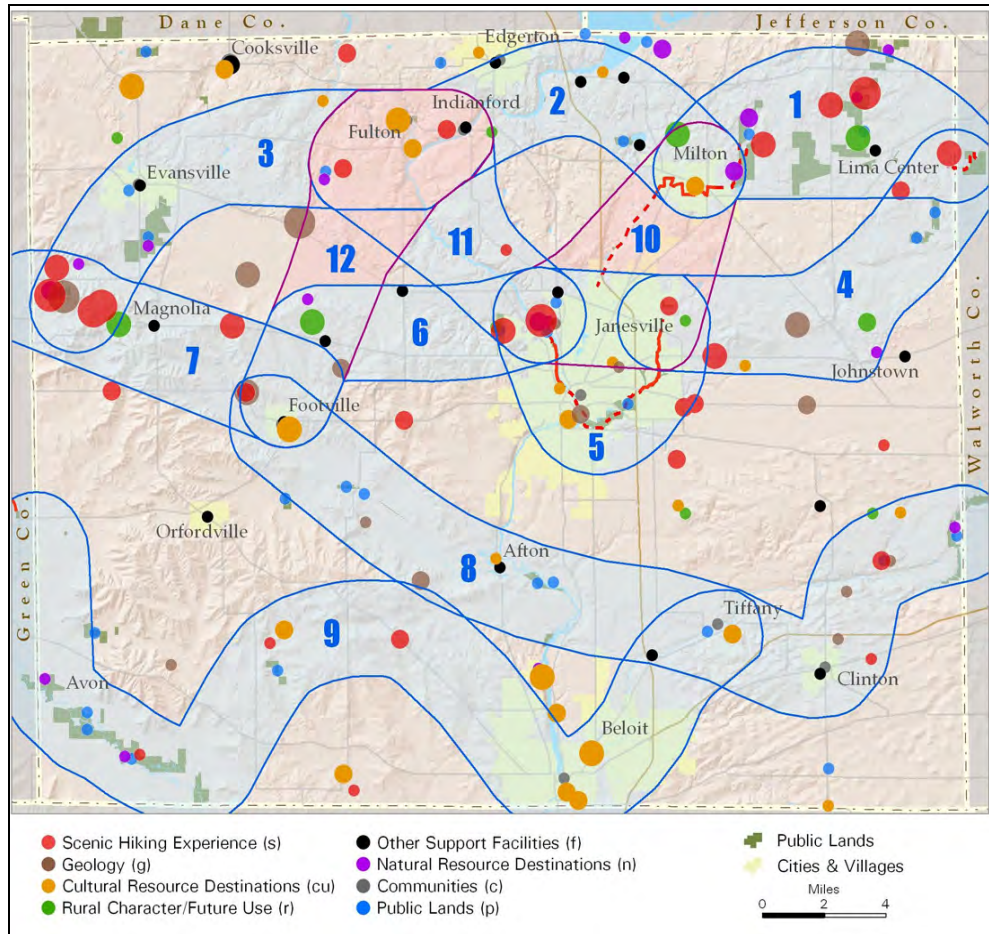 Dane Co.
Jefferson Co.
Cooksville
Edgerton
Indianford
2
1
Fulton
3
Milton
Evansville
Lima Center
11
10
12
4
Magnolia
6
Janesville
7
Johnstown
Walworth Co.
Footville
5
Green Co.
Orfordville
8
Afton
Tiffany
9
Avon
Clinton
Beloit
Scenic Hiking Experience (s)
Geology (g)
Cultural Resource Destinations (cu)
Rural Character/Future Use (r)
Other Support Facilities (f)
Natural Resource Destinations (n)
Communities (c)
Public Lands (p)
Public Lands
Cities & Villages
Miles
0 2 4